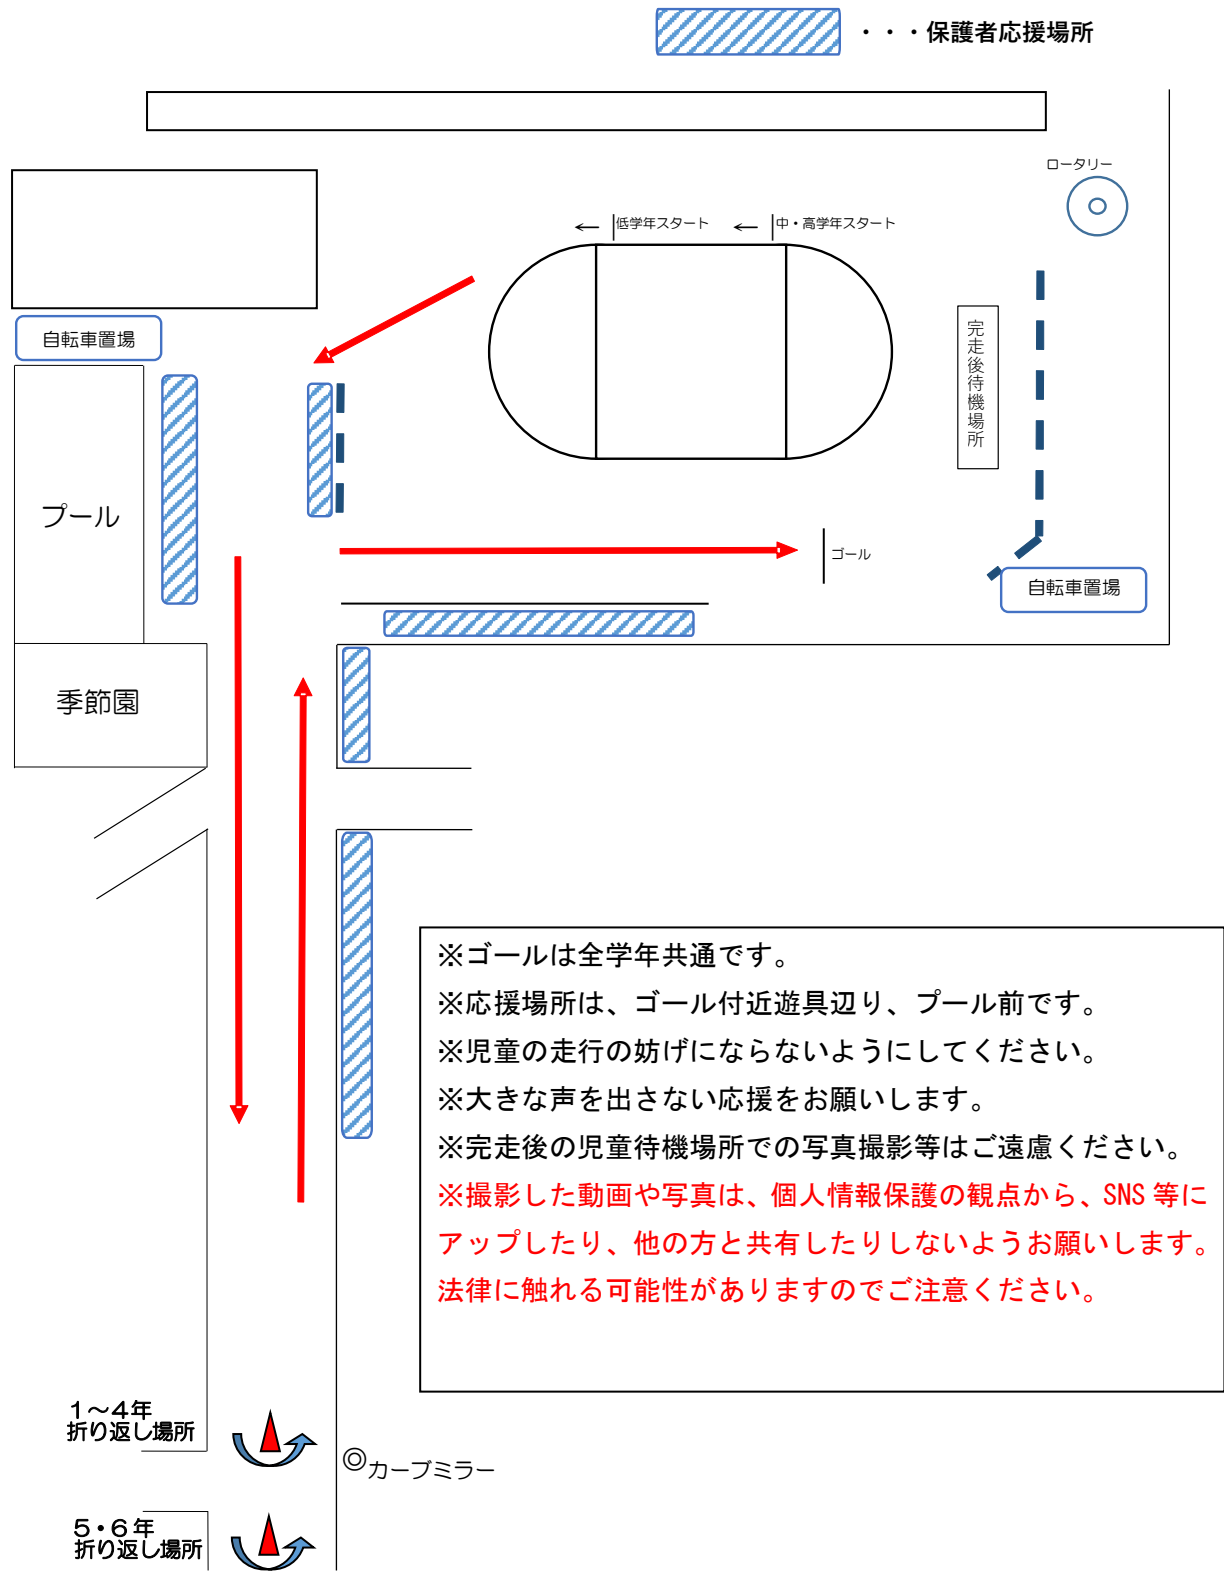 ・・・保護者応援場所
ロータリー
←｜低学年スタート
←｜中・高学年スタート
自転車置場
完走後待機場所
プール
ゴール
自転車置場
季節園
※ゴールは全学年共通です。
※応援場所は、ゴール付近遊具辺り、プール前です。
※児童の走行の妨げにならないようにしてください。
※大きな声を出さない応援をお願いします。
※完走後の児童待機場所での写真撮影等はご遠慮ください。
※撮影した動画や写真は、個人情報保護の観点から、SNS等に
アップしたり、他の方と共有したりしないようお願いします。
法律に触れる可能性がありますのでご注意ください。
1～4年
折り返し場所
◎カーブミラー
5・6年
折り返し場所